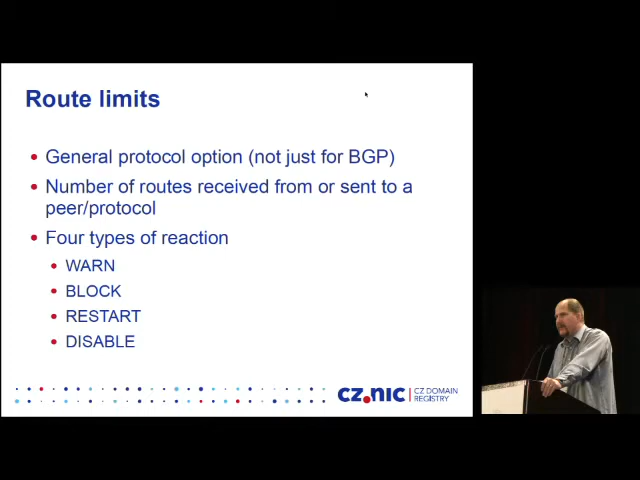 Route limits
General protocol option (not just for BGP)
Number of routes received from or sent to a
peer/protocol
Four types of reaction
WARN
BLOCK
RESTART
DISABLE
CZ.NIC | CZ DOMAIN
REGISTRY